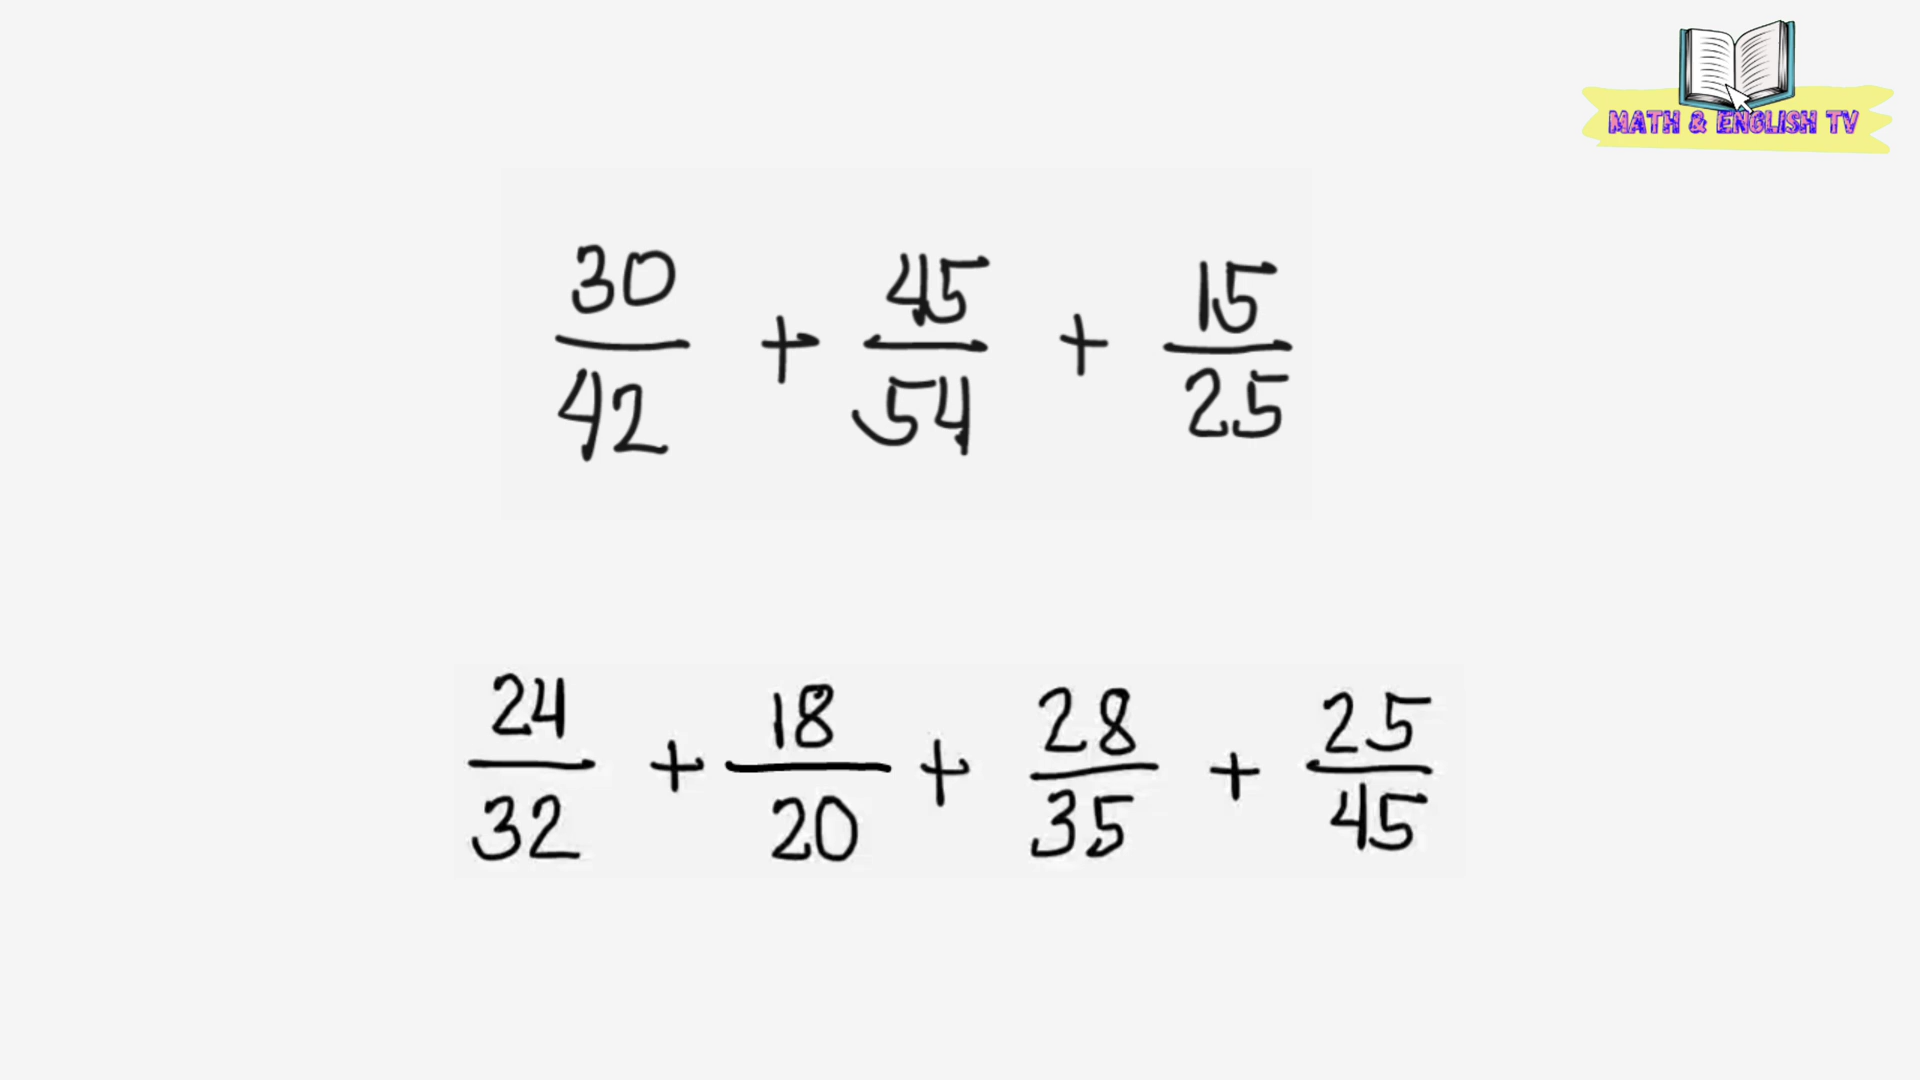 MATH & ENGLISH TV
30/42 + 45/54 + 15/25
24/32 + 18/20 + 28/35 + 25/45